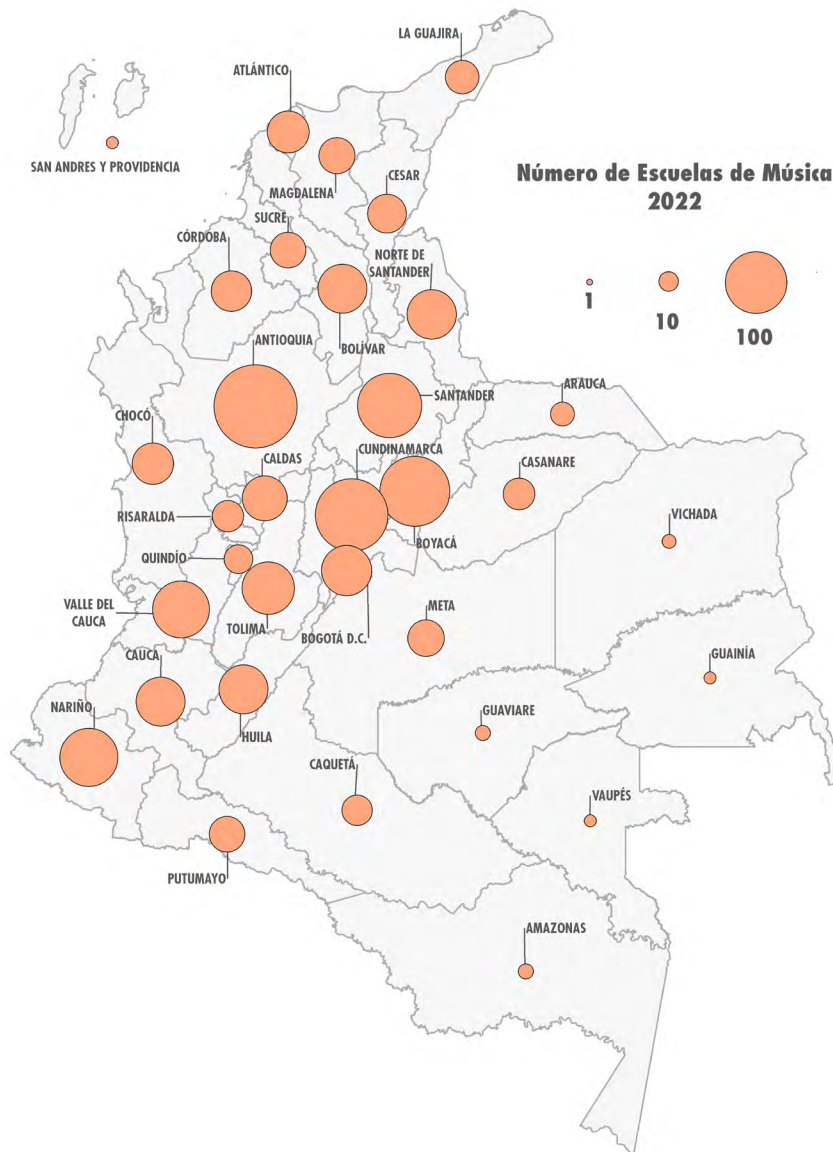 LA GUAJIRA
ATLÁNTICO
SAN ANDRES Y PROVIDENCIA
MAGDALENA
CESAR
Número de Escuelas de Música
2022
SUCRE
CÓRDOBA
NORTE DE
SANTANDER
1
10
100
ANTIOQUIA
BOLÍVAR
SANTANDER
ARAUCA
CHOCÓ
CUNDINAMARCA
CALDAS
CASANARE
RISARALDA
VICHADA
BOYACÁ
QUINDÍO
VALLE DEL
CAUCA
META
TOLIMA
BOGOTÁ D.C.
CAUCA
GUAINÍA
NARIÑO
GUAVIARE
HUILA
CAQUETÁ
VAUPÉS
PUTUMAYO
AMAZONAS